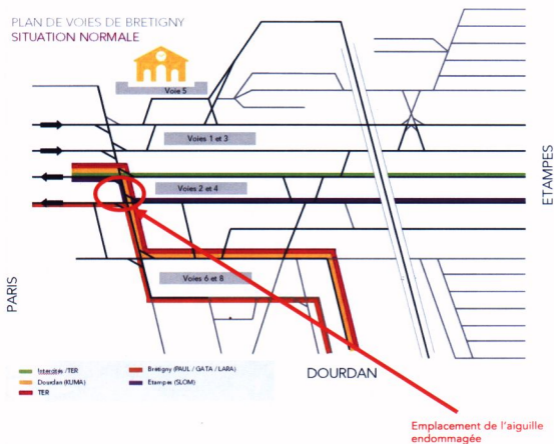 PLAN DE VOIES DE BRETIGNY
SITUATION NORMALE
Voie 5
Voies 1 et 3
Voies 2 et 4
Voies 6 et 8
ETAMPES
PARIS
DOURDAN
Intercités /TER
Dourdan (KUMA)
TER
Bretigny (PAUL / GATA / LABA)
Etampes (SLOM)
Emplacement de l'aiguille
endommagée